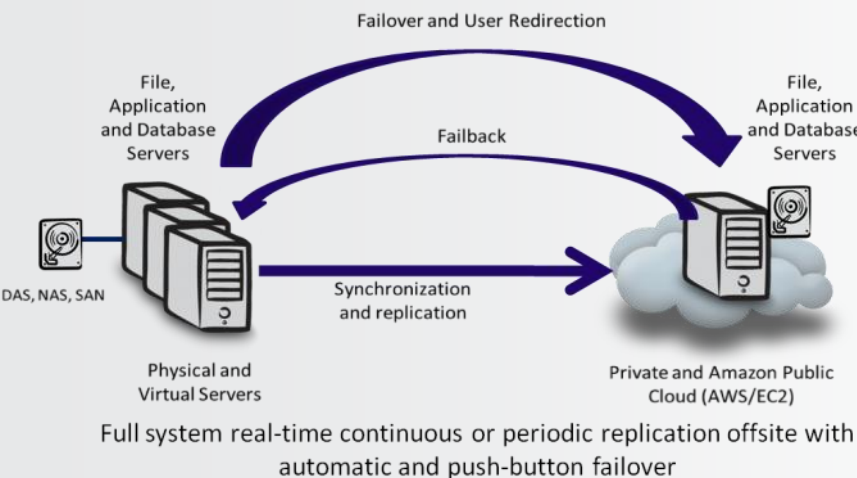 Failover and User Redirection
File,
Application
and Database
Servers
File,
Application
and Database
Servers
Failback
DAS, NAS, SAN
Synchronization
and replication
Physical and
Virtual Servers
Private and Amazon Public
Cloud (AWS/EC2)
Full system real-time continuous or periodic replication offsite with
automatic and push-button failover